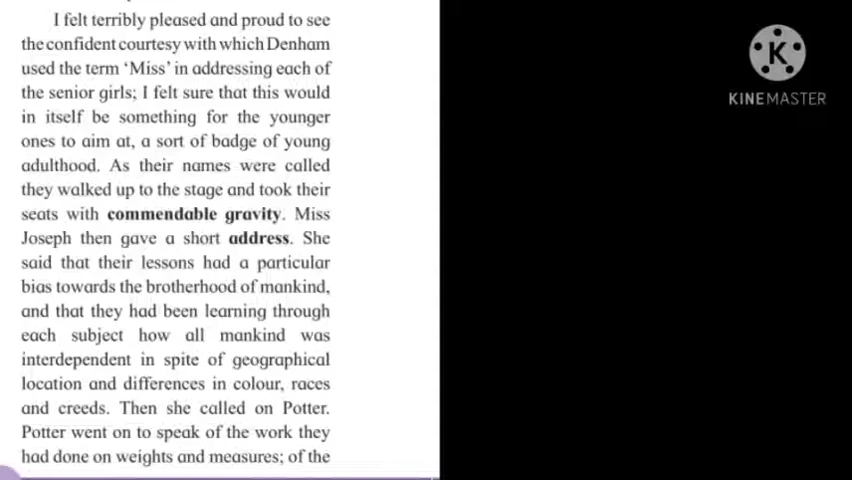 I felt terribly pleased and proud to see
the confident courtesy with which Denham
used the term ‘Miss’ in addressing each of
the senior girls; I felt sure that this would
in itself be something for the younger
ones to aim at, a sort of badge of young
adulthood. As their names were called
they walked up to the stage and took their
seats with commendable gravity. Miss
Joseph then gave a short address. She
said that their lessons had a particular
bias towards the brotherhood of mankind,
and that they had been learning through
each subject how all mankind was
interdependent in spite of geographical
location and differences in colour, races
and creeds. Then she called on Potter.
Potter went on to speak of the work they
had done on weights and measures; of the
K
KINEMASTER